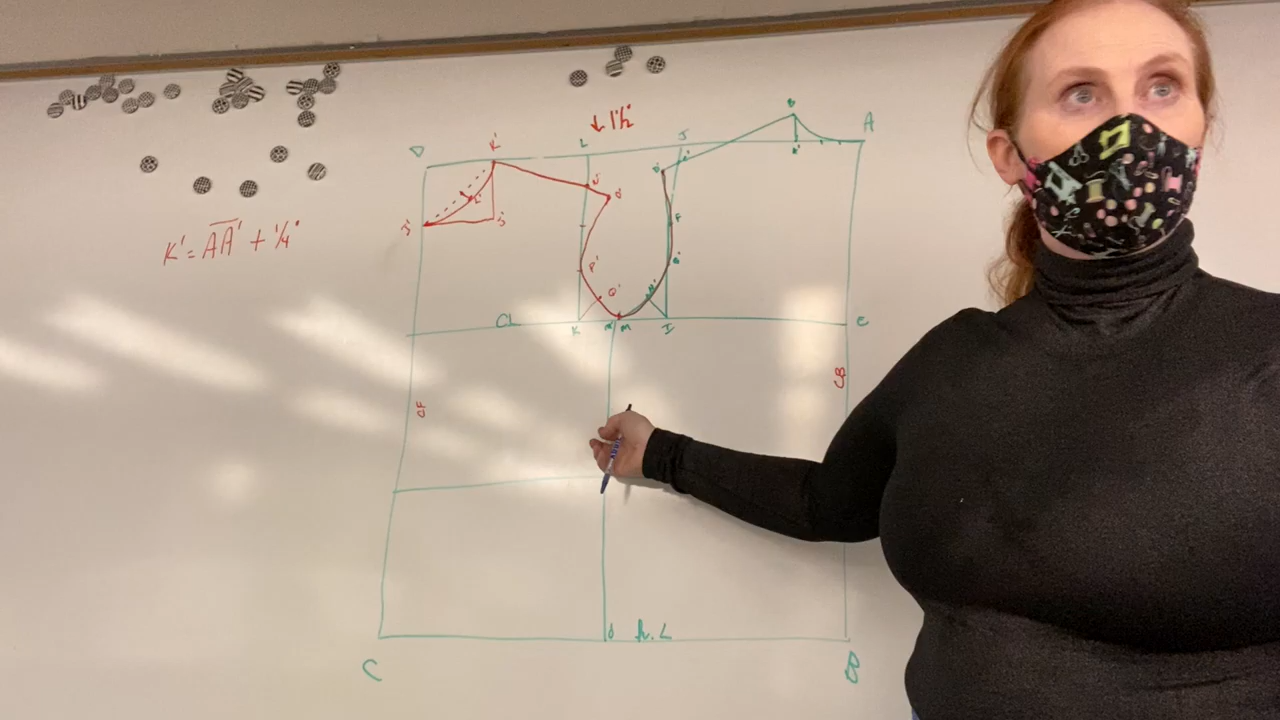 ↓ 1½"
A
B
D
K'
L
J
J'
J'
L'
K' = AA' + ¼"
P'
Q'
CL
K
M
I
E
CB
CF
h.L
C
B